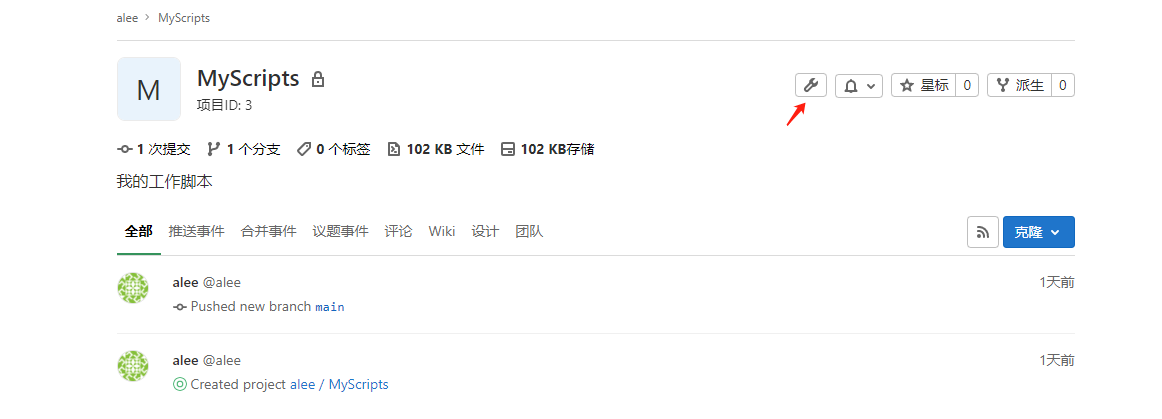 alee > MyScripts
M
MyScripts
项目ID: 3
星标 0
派生 0
1 次提交 1 个分支 0 个标签 102 KB 文件 102 KB存储
我的工作脚本
全部 推送事件 合并事件 议题事件 评论 Wiki 设计 团队
克隆
alee @alee 1天前
Pushed new branch main
alee @alee 1天前
Created project alee / MyScripts